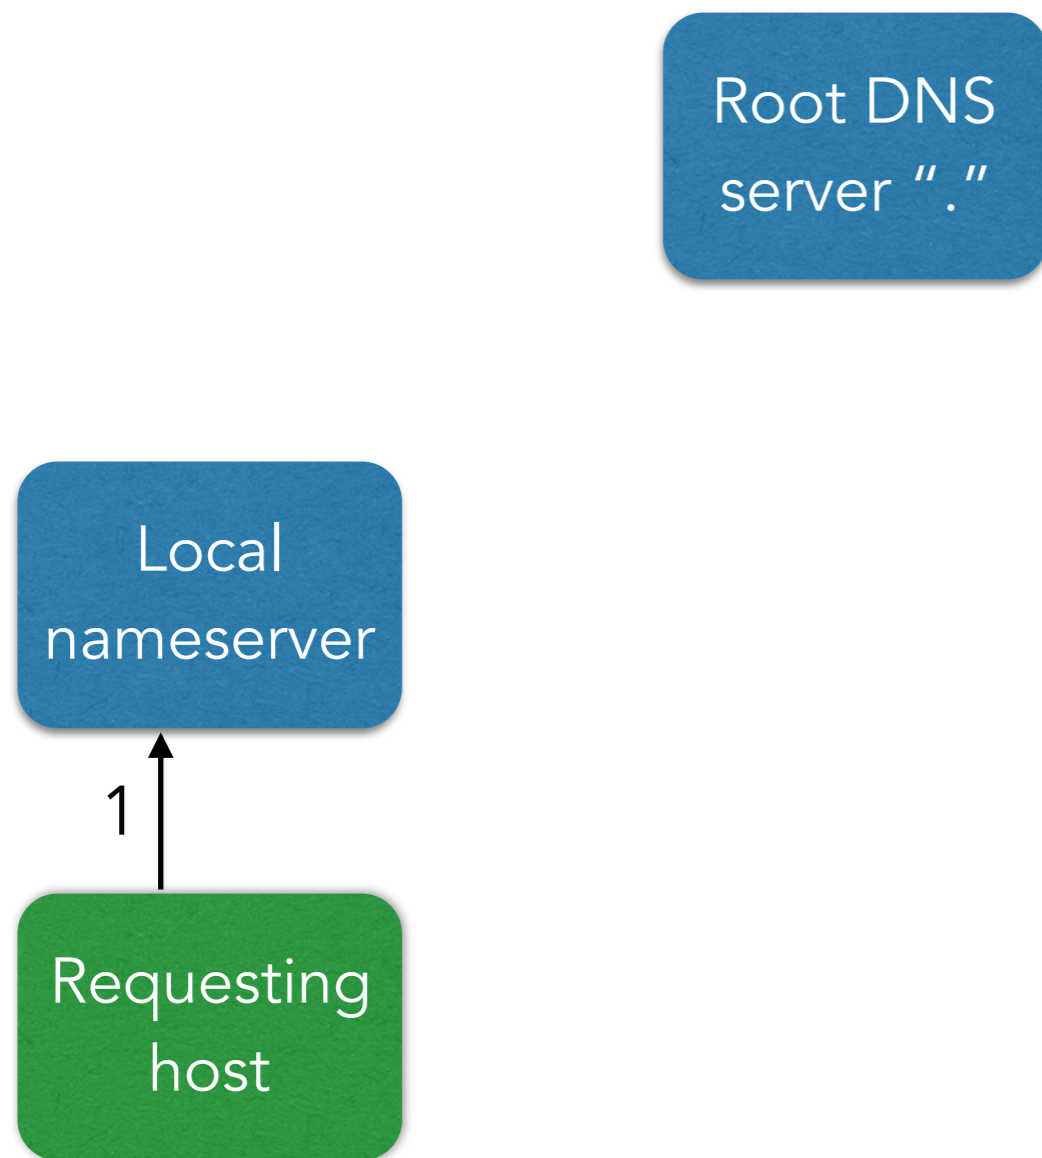 Root DNS
server “.”
Local
nameserver
1
Requesting
host